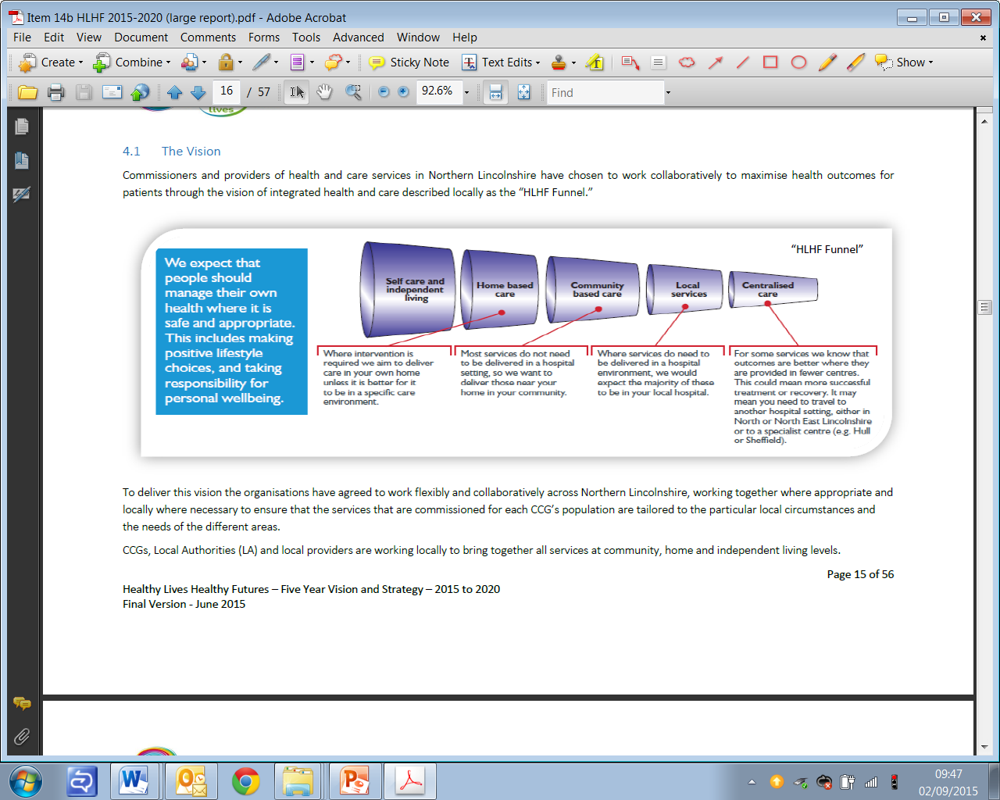 Item 14b HLHF 2015-2020 (large report).pdf - Adobe Acrobat
File Edit View Document Comments Forms Tools Advanced Window Help
Create Combine Sticky Note Text Edits Show
16 / 57 92.6% Find
lives
4.1 The Vision
Commissioners and providers of health and care services in Northern Lincolnshire have chosen to work collaboratively to maximise health outcomes for
patients through the vision of integrated health and care described locally as the “HLHF Funnel.”
“HLHF Funnel”
We expect that
people should
manage their own
health where it is
safe and appropriate.
This includes making
positive lifestyle
choices, and taking
responsibility for
personal wellbeing.
Self care and
independent
living
Home based
care
Community
based care
Local
services
Centralised
care
Where intervention is
required we aim to deliver
care in your own home
unless it is better for it
to be in a specific care
environment.
Most services do not need
to be delivered in a hospital
setting, so we want to
deliver those near your
home in your community.
Where services do need to
be delivered in a hospital
environment, we would
expect the majority of these
to be in your local hospital.
For some services we know that
outcomes are better where they
are provided in fewer centres.
This could mean more successful
treatment or recovery. It may
mean you need to travel to
another hospital setting, either in
North or North East Lincolnshire
or to a specialist centre (e.g. Hull
or Sheffield).
To deliver this vision the organisations have agreed to work flexibly and collaboratively across Northern Lincolnshire, working together where appropriate and
locally where necessary to ensure that the services that are commissioned for each CCG’s population are tailored to the particular local circumstances and
the needs of the different areas.
CCGs, Local Authorities (LA) and local providers are working locally to bring together all services at community, home and independent living levels.
Page 15 of 56
Healthy Lives Healthy Futures – Five Year Vision and Strategy – 2015 to 2020
Final Version - June 2015
09:47
02/09/2015